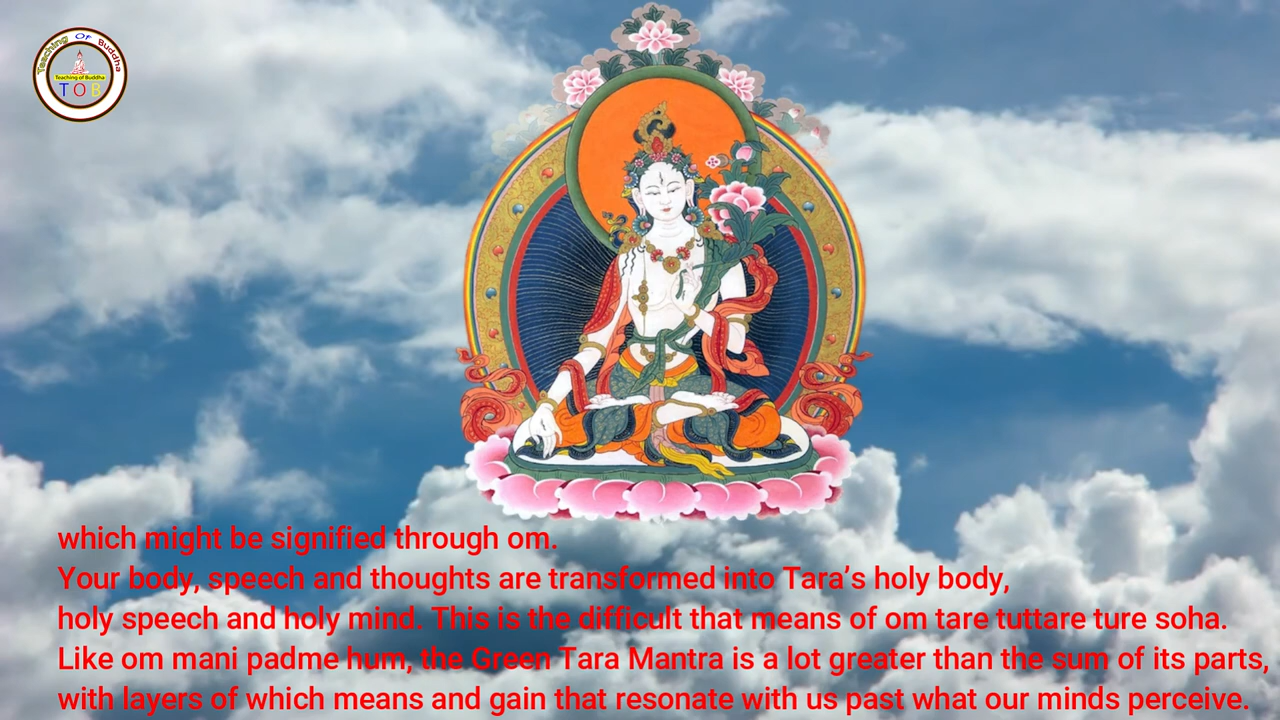 Teaching Of Buddha
Teaching of Buddha
TOB
which might be signified through om.
Your body, speech and thoughts are transformed into Tara’s holy body,
holy speech and holy mind. This is the difficult that means of om tare tuttare ture soha.
Like om mani padme hum, the Green Tara Mantra is a lot greater than the sum of its parts,
with layers of which means and gain that resonate with us past what our minds perceive.